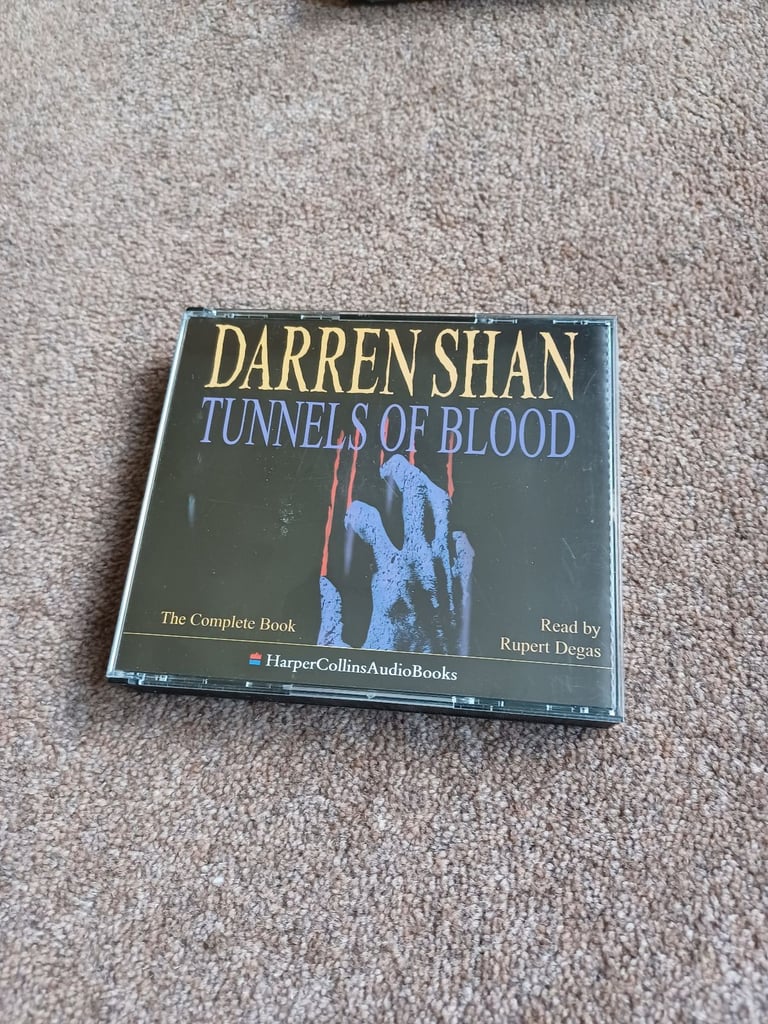 DARREN SHAN
TUNNELS OF BLOOD
The Complete Book
Read by
Rupert Degas
HarperCollinsAudioBooks